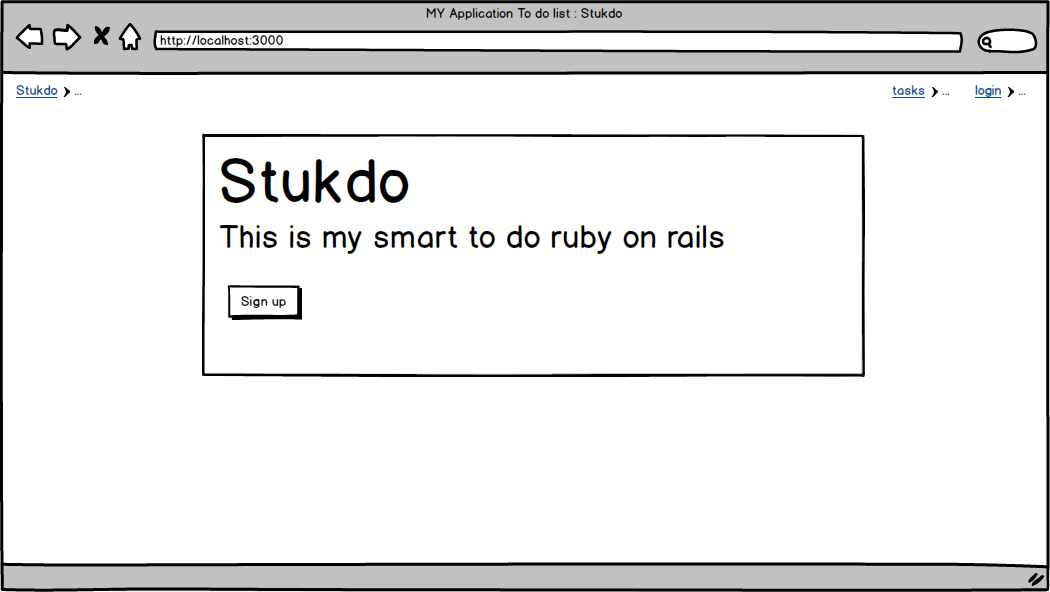 MY Application To do list : Stukdo
http://localhost:3000
Stukdo ... tasks ... login ...
Stukdo
This is my smart to do ruby on rails
Sign up